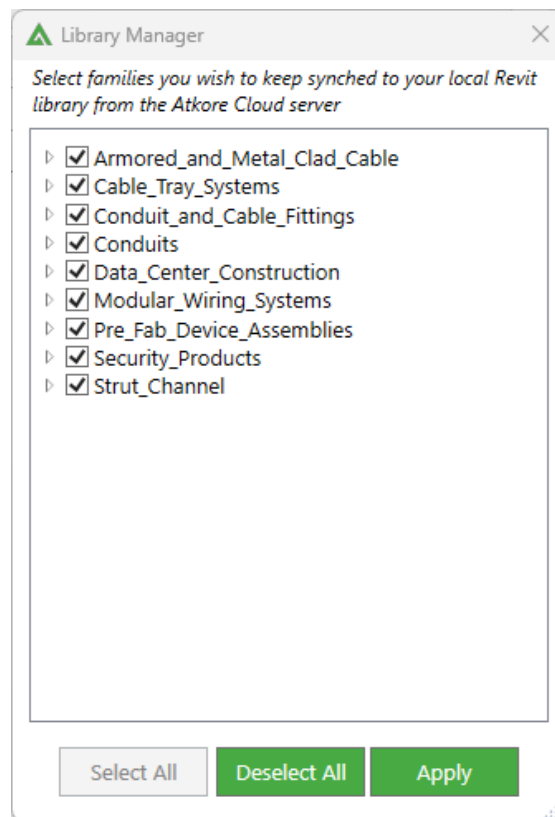 Library Manager
Select families you wish to keep synched to your local Revit
library from the Atkore Cloud server
Armored_and_Metal_Clad_Cable
Cable_Tray_Systems
Conduit_and_Cable_Fittings
Conduits
Data_Center_Construction
Modular_Wiring_Systems
Pre_Fab_Device_Assemblies
Security_Products
Strut_Channel
Select All Deselect All Apply